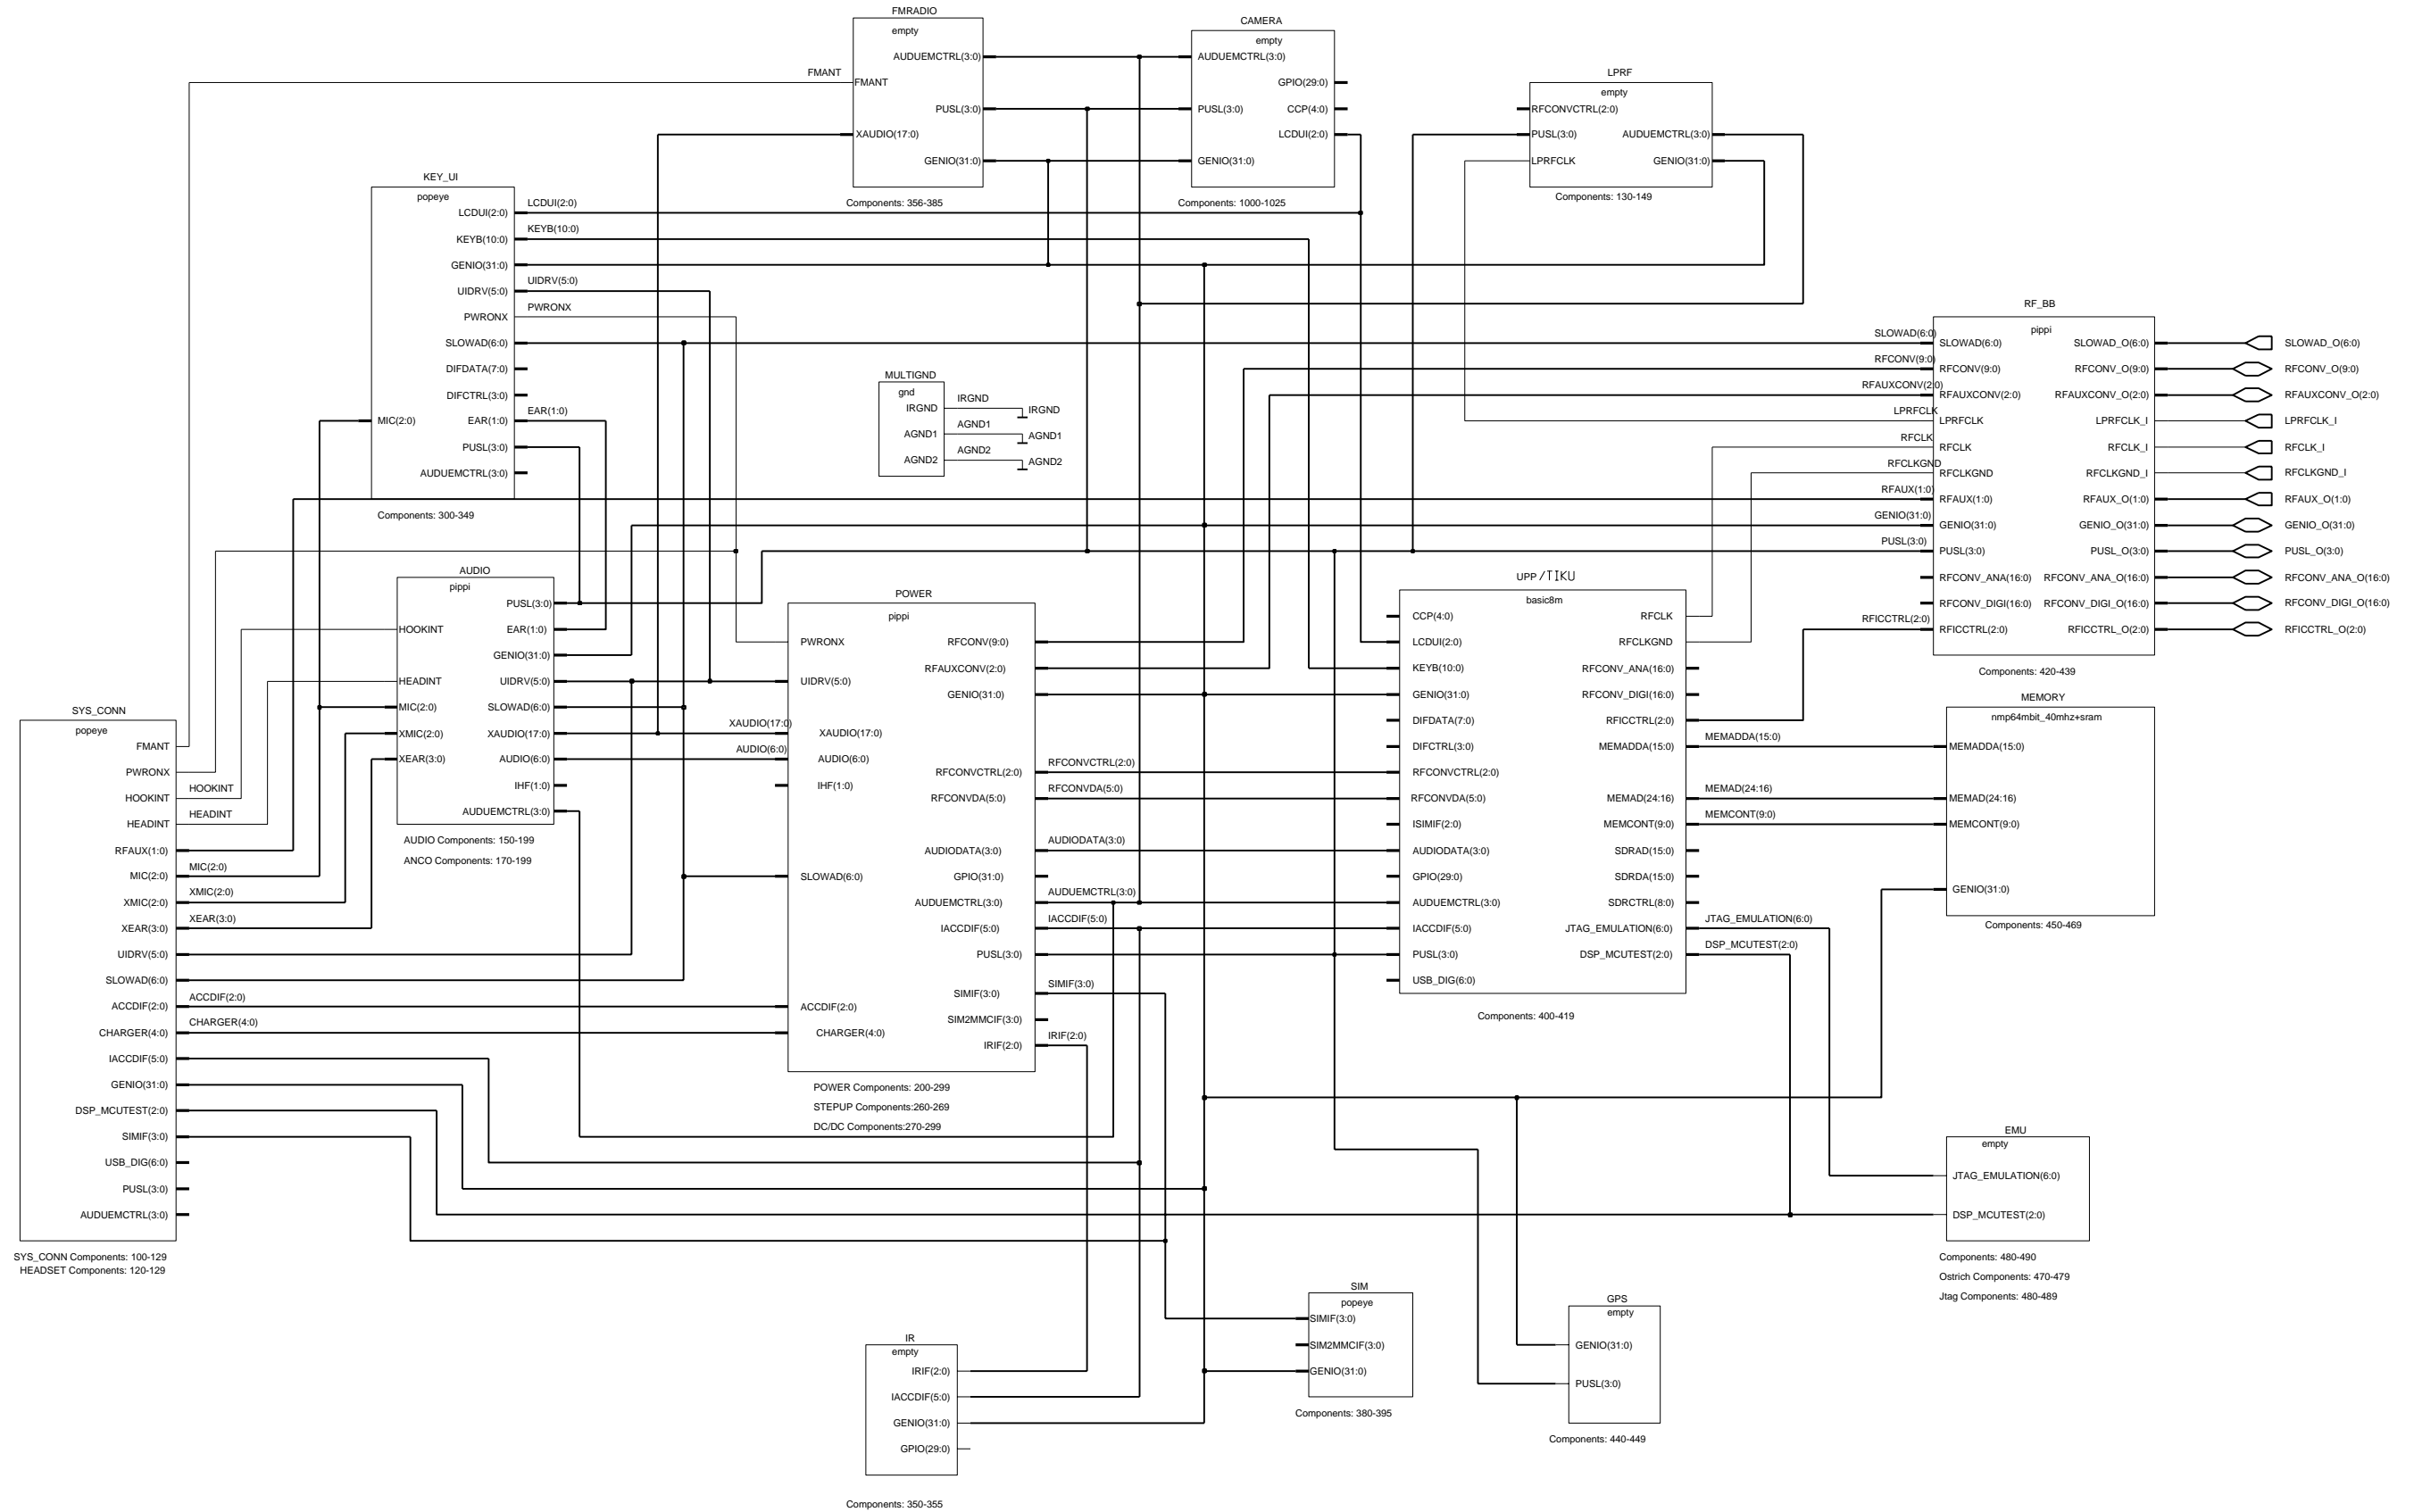 FMRADIO
empty
AUDUEMCTRL(3:0)
FMANT
FMANT
PUSL(3:0)
XAUDIO(17:0)
GENIO(31:0)
Components: 356-385
CAMERA
empty
AUDUEMCTRL(3:0)
GPIO(29:0)
PUSL(3:0)
CCP(4:0)
LCDUI(2:0)
GENIO(31:0)
Components: 1000-1025
LPRF
empty
RFCONVCTRL(2:0)
PUSL(3:0)
AUDUEMCTRL(3:0)
LPRFCLK
GENIO(31:0)
Components: 130-149
KEY_UI
popeye
LCDUI(2:0)
LCDUI(2:0)
KEYB(10:0)
KEYB(10:0)
GENIO(31:0)
UIDRV(5:0)
UIDRV(5:0)
PWRONX
PWRONX
SLOWAD(6:0)
DIFDATA(7:0)
DIFCTRL(3:0)
EAR(1:0)
MIC(2:0)
EAR(1:0)
PUSL(3:0)
AUDUEMCTRL(3:0)
Components: 300-349
MULTIGND
gnd
IRGND
IRGND
IRGND
AGND1
AGND1
AGND1
AGND2
AGND2
AGND2
RF_BB
pippi
SLOWAD(6:0)
SLOWAD(6:0)
SLOWAD_O(6:0)
SLOWAD_O(6:0)
RFCONV(9:0)
RFCONV(9:0)
RFCONV_O(9:0)
RFCONV_O(9:0)
RFAUXCONV(2:0)
RFAUXCONV(2:0)
RFAUXCONV_O(2:0)
RFAUXCONV_O(2:0)
LPRFCLK
LPRFCLK
LPRFCLK_I
LPRFCLK_I
RFCLK
RFCLK
RFCLK_I
RFCLK_I
RFCLKGND
RFCLKGND
RFCLKGND_I
RFCLKGND_I
RFAUX(1:0)
RFAUX(1:0)
RFAUX_O(1:0)
RFAUX_O(1:0)
GENIO(31:0)
GENIO(31:0)
GENIO_O(31:0)
GENIO_O(31:0)
PUSL(3:0)
PUSL(3:0)
PUSL_O(3:0)
PUSL_O(3:0)
RFCONV_ANA(16:0)
RFCONV_ANA_O(16:0)
RFCONV_ANA_O(16:0)
RFCONV_DIGI(16:0)
RFCONV_DIGI_O(16:0)
RFCONV_DIGI_O(16:0)
RFICCTRL(2:0)
RFICCTRL(2:0)
RFICCTRL_O(2:0)
RFICCTRL_O(2:0)
Components: 420-439
AUDIO
pippi
PUSL(3:0)
HOOKINT
EAR(1:0)
GENIO(31:0)
HEADINT
UIDRV(5:0)
MIC(2:0)
SLOWAD(6:0)
XMIC(2:0)
XAUDIO(17:0)
XEAR(3:0)
AUDIO(6:0)
IHF(1:0)
AUDUEMCTRL(3:0)
AUDIO Components: 150-199
ANCO Components: 170-199
POWER
pippi
PWRONX
RFCONV(9:0)
RFAUXCONV(2:0)
UIDRV(5:0)
GENIO(31:0)
XAUDIO(17:0)
XAUDIO(17:0)
AUDIO(6:0)
AUDIO(6:0)
RFCONVCTRL(2:0)
RFCONVCTRL(2:0)
IHF(1:0)
RFCONVDA(5:0)
RFCONVDA(5:0)
AUDIODATA(3:0)
AUDIODATA(3:0)
SLOWAD(6:0)
GPIO(31:0)
AUDUEMCTRL(3:0)
AUDUEMCTRL(3:0)
IACCDIF(5:0)
IACCDIF(5:0)
PUSL(3:0)
SIMIF(3:0)
SIMIF(3:0)
ACCDIF(2:0)
SIM2MMCIF(3:0)
CHARGER(4:0)
IRIF(2:0)
IRIF(2:0)
POWER Components: 200-299
STEPUP Components:260-269
DC/DC Components:270-299
UPP /TIKU
basic8m
CCP(4:0)
RFCLK
LCDUI(2:0)
RFCLKGND
KEYB(10:0)
RFCONV_ANA(16:0)
GENIO(31:0)
RFCONV_DIGI(16:0)
DIFDATA(7:0)
RFICCTRL(2:0)
DIFCTRL(3:0)
MEMADDA(15:0)
MEMADDA(15:0)
RFCONVCTRL(2:0)
RFCONVDA(5:0)
MEMAD(24:16)
MEMAD(24:16)
ISIMIF(2:0)
MEMCONT(9:0)
MEMCONT(9:0)
AUDIODATA(3:0)
SDRAD(15:0)
GPIO(29:0)
SDRDA(15:0)
AUDUEMCTRL(3:0)
SDRCTRL(8:0)
IACCDIF(5:0)
JTAG_EMULATION(6:0)
JTAG_EMULATION(6:0)
PUSL(3:0)
DSP_MCUTEST(2:0)
DSP_MCUTEST(2:0)
USB_DIG(6:0)
Components: 400-419
MEMORY
nmp64mbit_40mhz+sram
MEMADDA(15:0)
MEMAD(24:16)
MEMCONT(9:0)
GENIO(31:0)
Components: 450-469
SYS_CONN
popeye
FMANT
PWRONX
HOOKINT
HOOKINT
HEADINT
HEADINT
RFAUX(1:0)
MIC(2:0)
MIC(2:0)
XMIC(2:0)
XMIC(2:0)
XEAR(3:0)
XEAR(3:0)
UIDRV(5:0)
SLOWAD(6:0)
ACCDIF(2:0)
ACCDIF(2:0)
CHARGER(4:0)
CHARGER(4:0)
IACCDIF(5:0)
GENIO(31:0)
DSP_MCUTEST(2:0)
SIMIF(3:0)
USB_DIG(6:0)
PUSL(3:0)
AUDUEMCTRL(3:0)
SYS_CONN Components: 100-129
HEADSET Components: 120-129
EMU
empty
JTAG_EMULATION(6:0)
DSP_MCUTEST(2:0)
Components: 480-490
Ostrich Components: 470-479
Jtag Components: 480-489
SIM
popeye
SIMIF(3:0)
SIM2MMCIF(3:0)
GENIO(31:0)
Components: 380-395
GPS
empty
GENIO(31:0)
PUSL(3:0)
Components: 440-449
IR
empty
IRIF(2:0)
IACCDIF(5:0)
GENIO(31:0)
GPIO(29:0)
Components: 350-355